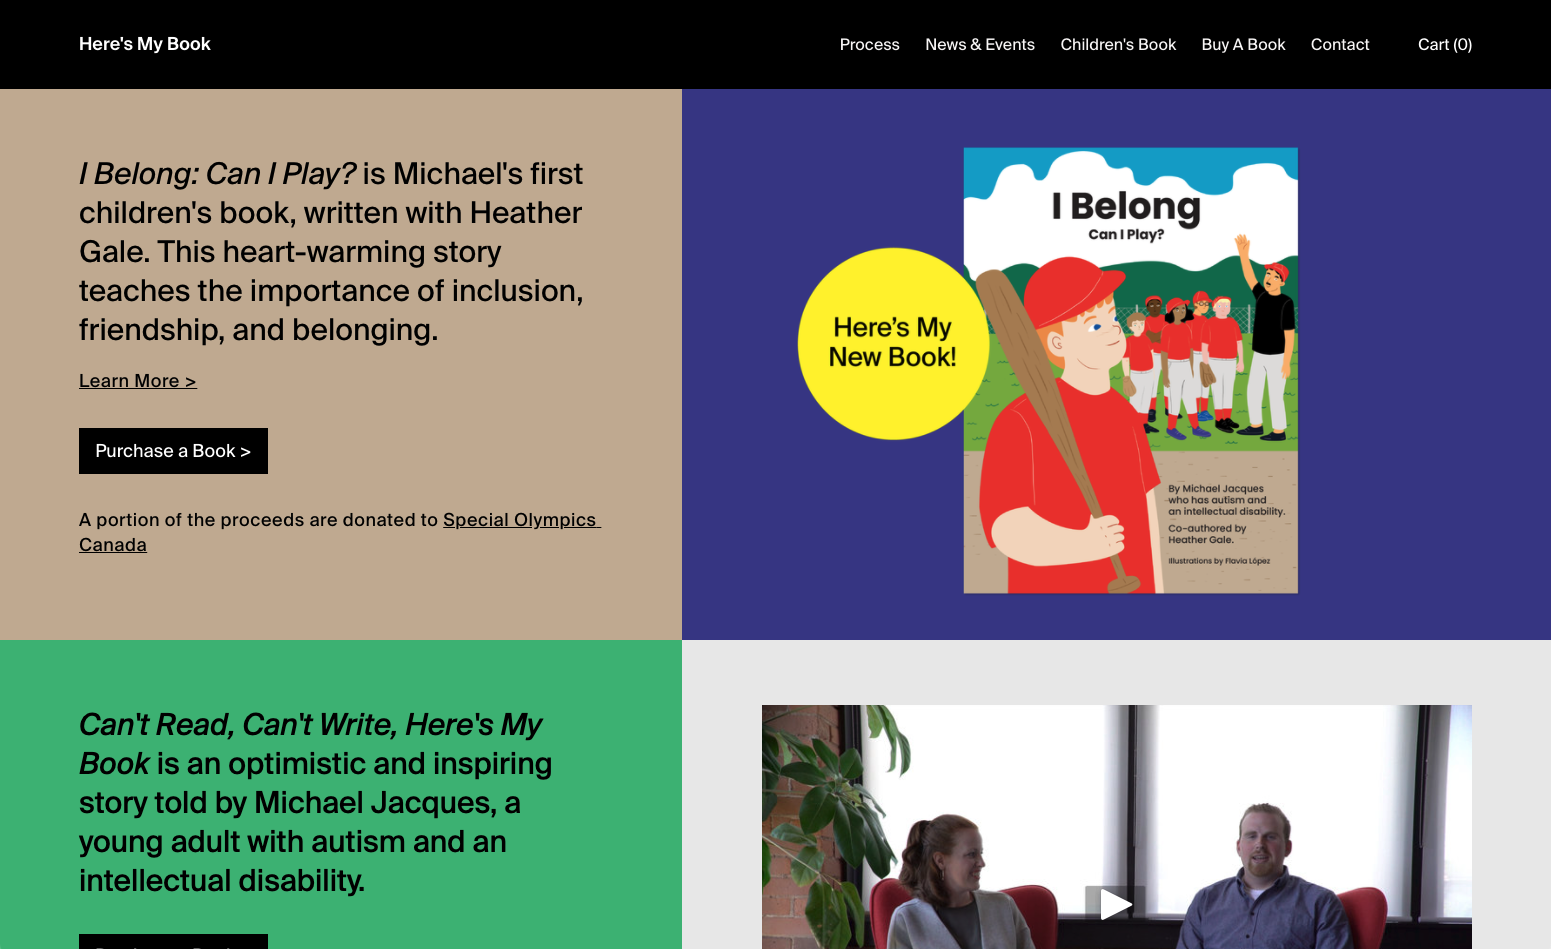 Here's My Book
Process
News & Events
Children's Book
Buy A Book
Contact
Cart (0)
I Belong: Can I Play? is Michael's first
children's book, written with Heather
Gale. This heart-warming story
teaches the importance of inclusion,
friendship, and belonging.
Learn More >
Purchase a Book >
A portion of the proceeds are donated to Special Olympics
Canada
Here's My
New Book!
I Belong
Can I Play?
By Michael Jacques
who has autism and
an intellectual disability.
Co-authored by
Heather Gale.
Illustrations by Flavia López
Can't Read, Can't Write, Here's My
Book is an optimistic and inspiring
story told by Michael Jacques, a
young adult with autism and an
intellectual disability.